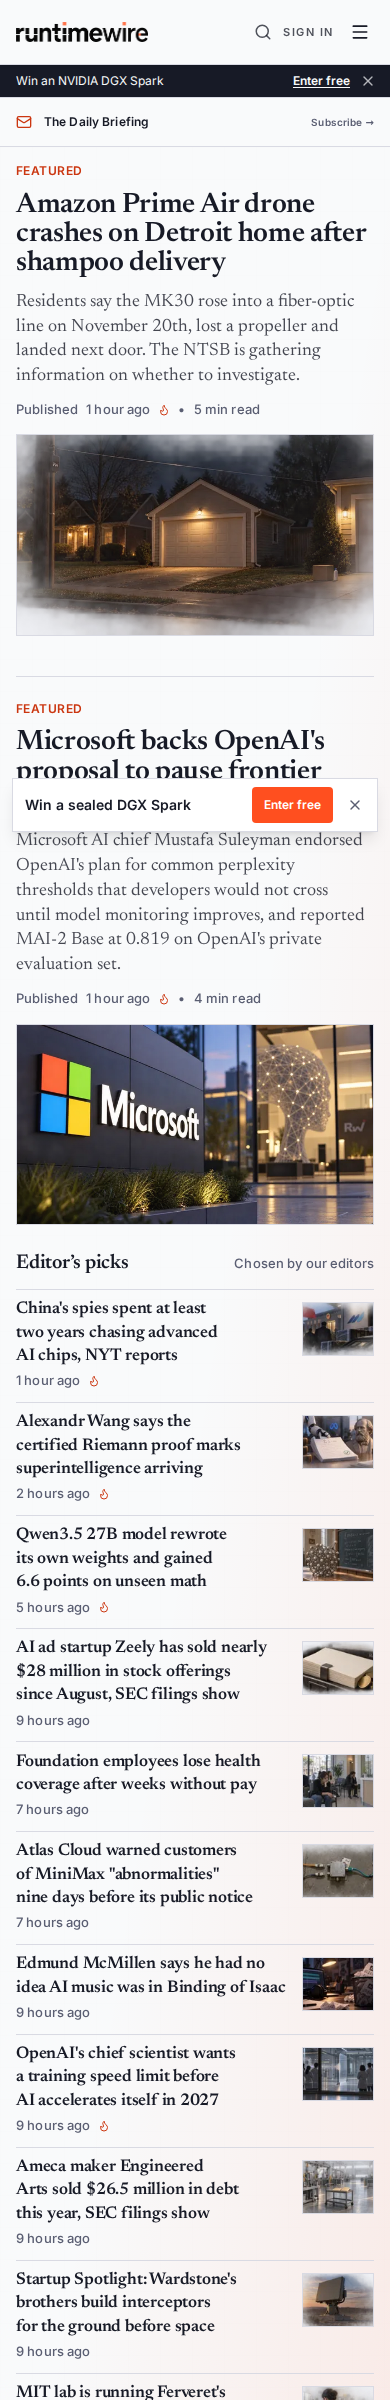 runtimewire
SIGN IN
Win an NVIDIA DGX Spark
Enter free
The Daily Briefing
Subscribe →
FEATURED
Amazon Prime Air drone
crashes on Detroit home after
shampoo delivery
Residents say the MK30 rose into a fiber-optic
line on November 20th, lost a propeller and
landed next door. The NTSB is gathering
information on whether to investigate.
Published 1 hour ago • 5 min read
FEATURED
Microsoft backs OpenAI's
proposal to pause frontier
Win a sealed DGX Spark
Enter free
Microsoft AI chief Mustafa Suleyman endorsed
OpenAI's plan for common perplexity
thresholds that developers would not cross
until model monitoring improves, and reported
MAI-2 Base at 0.819 on OpenAI's private
evaluation set.
Published 1 hour ago • 4 min read
Microsoft
RW
Editor's picks
Chosen by our editors
China's spies spent at least
two years chasing advanced
AI chips, NYT reports
1 hour ago
Alexandr Wang says the
certified Riemann proof marks
superintelligence arriving
2 hours ago
Qwen3.5 27B model rewrote
its own weights and gained
6.6 points on unseen math
5 hours ago
AI ad startup Zeely has sold nearly
$28 million in stock offerings
since August, SEC filings show
9 hours ago
Foundation employees lose health
coverage after weeks without pay
7 hours ago
Atlas Cloud warned customers
of MiniMax "abnormalities"
nine days before its public notice
7 hours ago
Edmund McMillen says he had no
idea AI music was in Binding of Isaac
9 hours ago
OpenAI's chief scientist wants
a training speed limit before
AI accelerates itself in 2027
9 hours ago
Ameca maker Engineered
Arts sold $26.5 million in debt
this year, SEC filings show
9 hours ago
Startup Spotlight: Wardstone's
brothers build interceptors
for the ground before space
9 hours ago
MIT lab is running Ferveret's